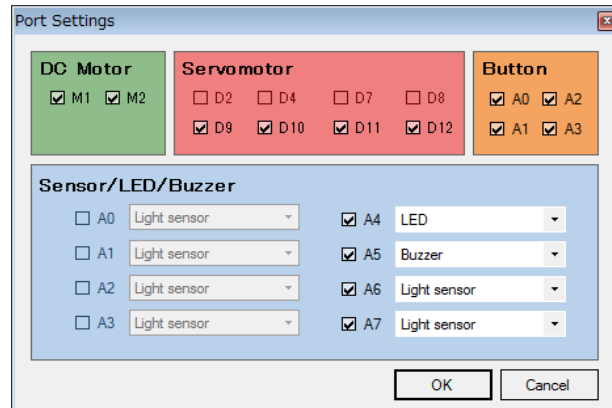 Port Settings
DC Motor
M1 M2
Servomotor
D2 D4 D7 D8
D9 D10 D11 D12
Button
A0 A2
A1 A3
Sensor/LED/Buzzer
A0 Light sensor
A1 Light sensor
A2 Light sensor
A3 Light sensor
A4 LED
A5 Buzzer
A6 Light sensor
A7 Light sensor
OK Cancel